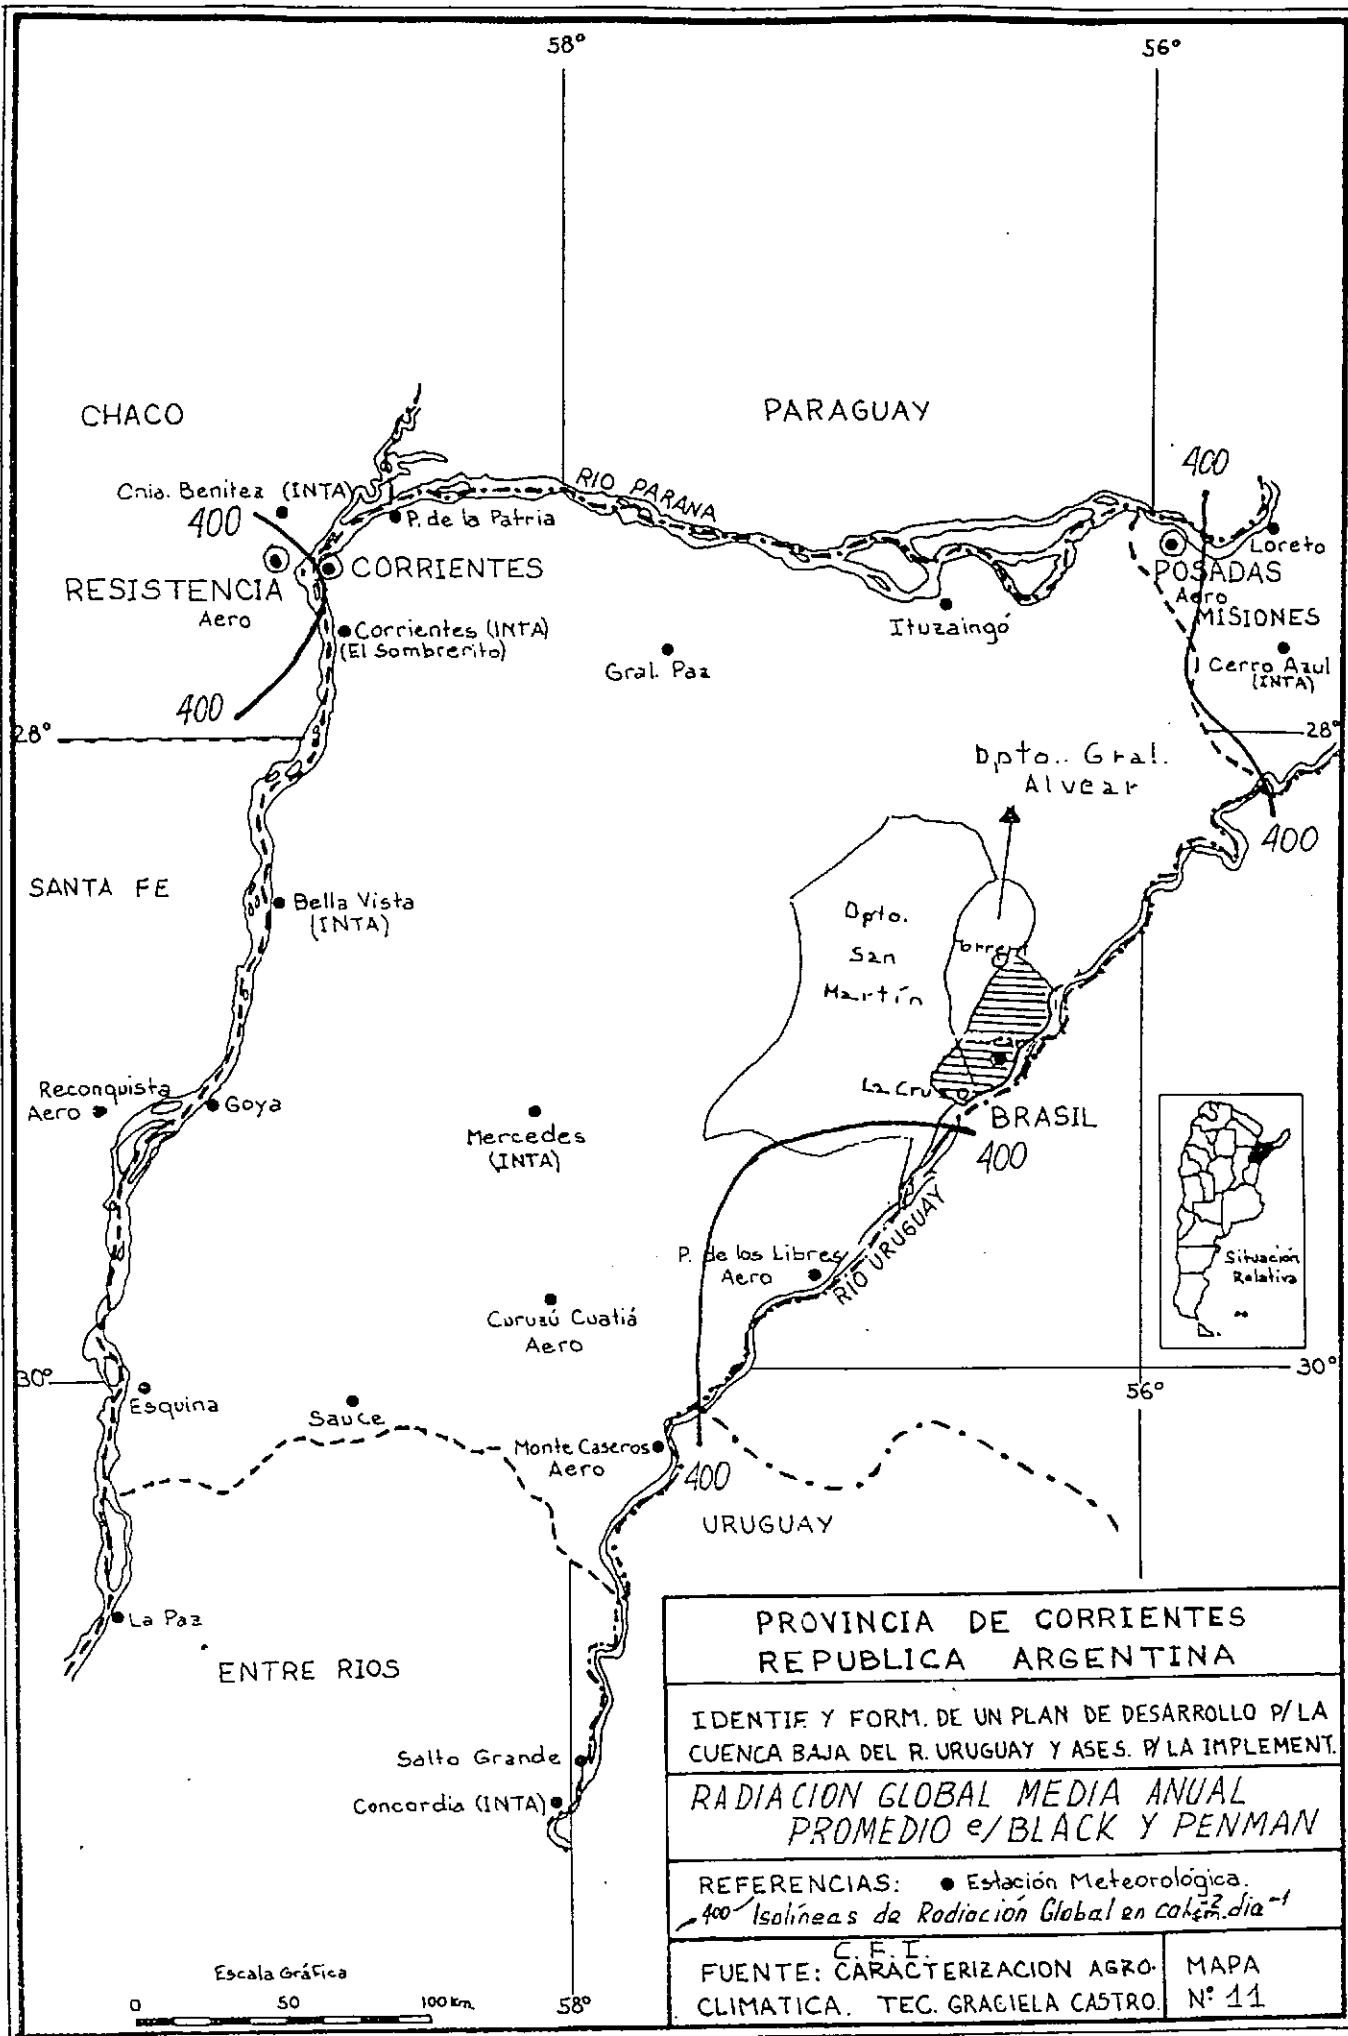 58°
56°
CHACO
PARAGUAY
400
Cnia. Benitez (INTA)
400
P. de la Patria
RIO PARANA
Loreto
RESISTENCIA
Aero
CORRIENTES
POSADAS
Aero
MISIONES
Corrientes (INTA)
(El Sombrerito)
Ituzaingó
Gral. Paz
Cerro Azul
(INTA)
400
28°
28°
Dpto.. Gral.
Alvear
400
SANTA FE
Bella Vista
(INTA)
Dpto.
San
Martín
La Cru
Reconquista
Aero
Goya
Mercedes
(INTA)
BRASIL
400
RIO URUGUAY
P. de los Libres
Aero
Situación
Relativa
Curuzú Cuatiá
Aero
30°
30°
56°
Esquina
Sauce
Monte Caseros
Aero
400
URUGUAY
La Paz
ENTRE RIOS
Salto Grande
Concordia (INTA)
PROVINCIA DE CORRIENTES
REPUBLICA ARGENTINA
IDENTIF. Y FORM. DE UN PLAN DE DESARROLLO P/LA
CUENCA BAJA DEL R. URUGUAY Y ASES. P/LA IMPLEMENT.
RADIACION GLOBAL MEDIA ANUAL
PROMEDIO e/BLACK Y PENMAN
REFERENCIAS: ● Estación Meteorológica.
400 Isolíneas de Radiación Global en cal.cm.⁻²dia⁻¹
C. F. I.
FUENTE: CARACTERIZACION AGRO-
CLIMATICA. TEC. GRACIELA CASTRO.
MAPA
N° 11
Escala Gráfica
0 50 100 km.
58°